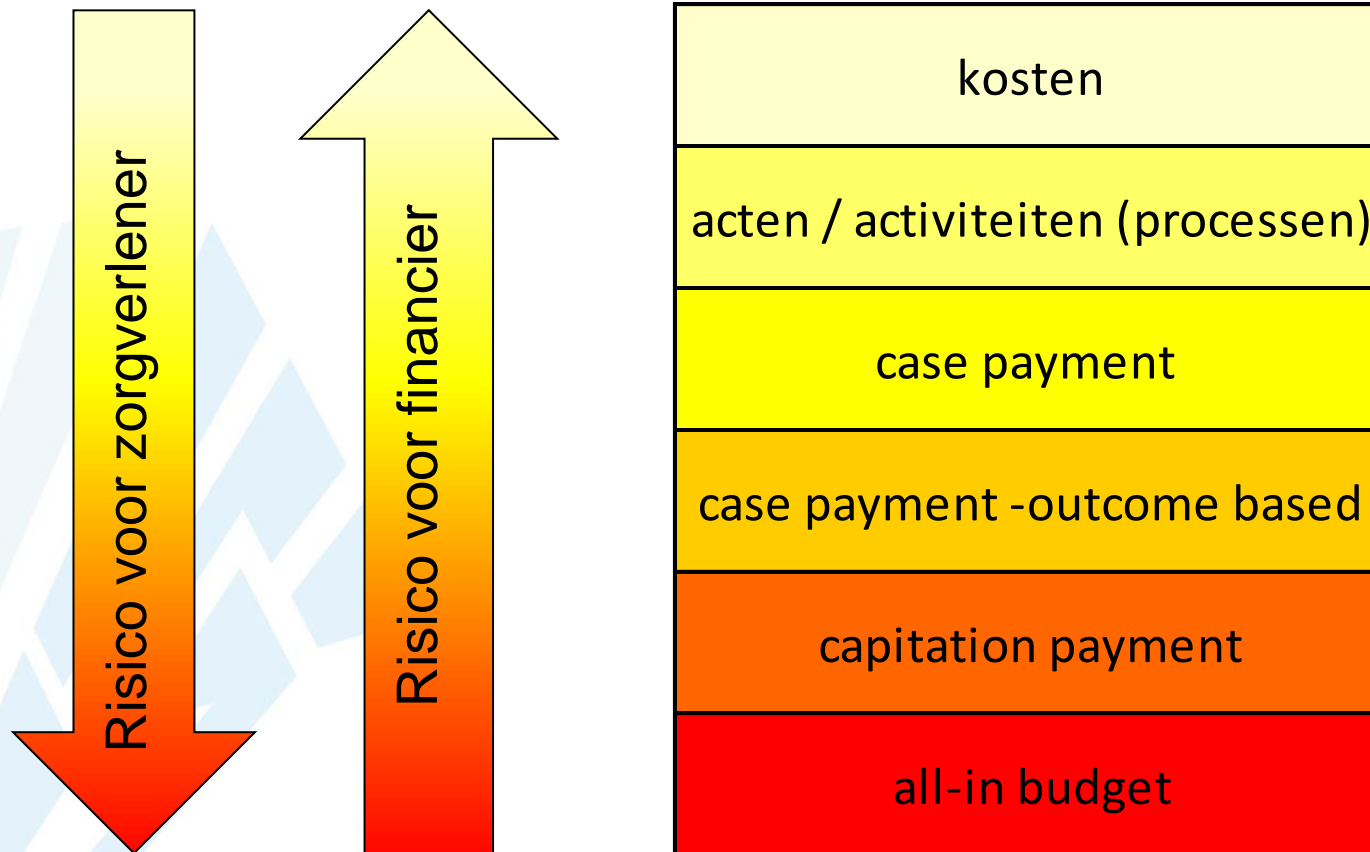 Risico voor zorgverlener
Risico voor financier
kosten
acten / activiteiten (processen)
case payment
case payment -outcome based
capitation payment
all-in budget